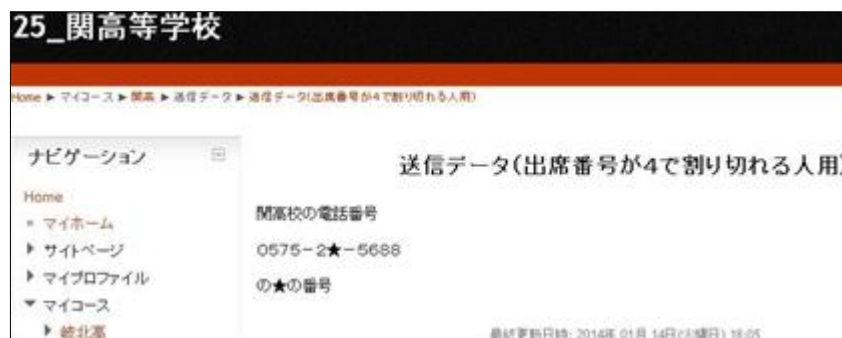 25_関高等学校
Home ► マイコース ► 関高 ► 送信データ ► 送信データ(出席番号が4で割り切れる人用)
ナビゲーション
送信データ(出席番号が4で割り切れる人用)
Home
マイホーム
サイトページ
マイプロファイル
マイコース
岐北高
関高校の電話番号
0575-2★-5688
の★の番号
最終更新日時: 2014年 01月 14日(火曜日) 18:05